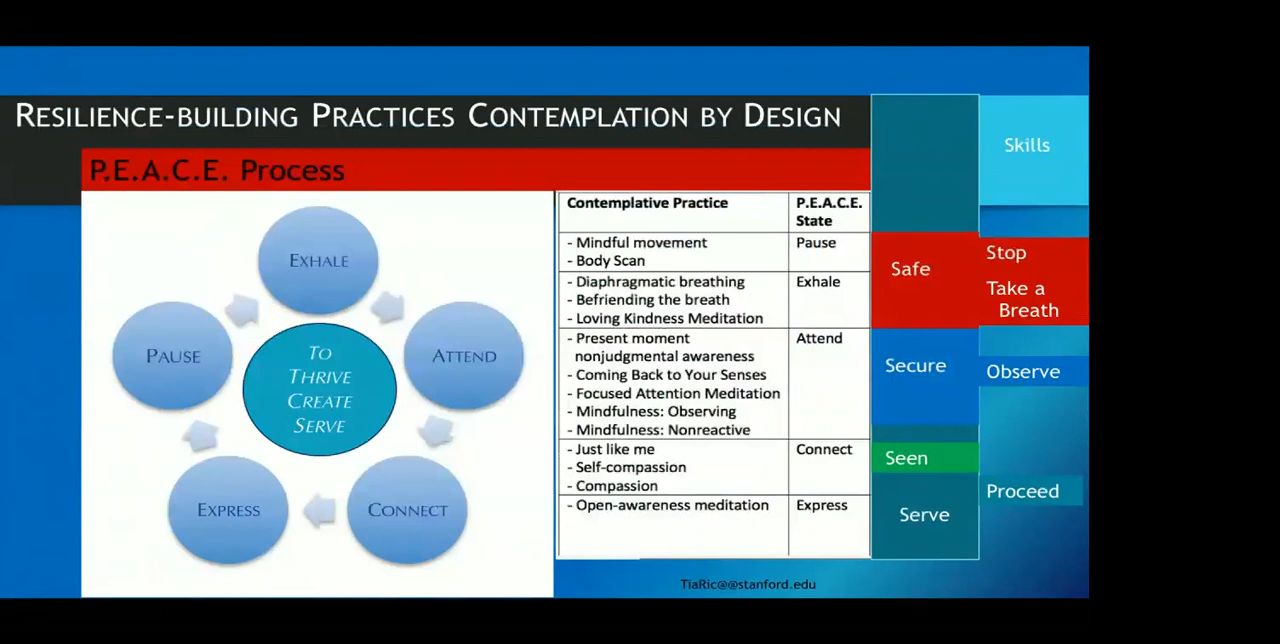 RESILIENCE-BUILDING PRACTICES CONTEMPLATION BY DESIGN
P.E.A.C.E. Process
EXHALE
PAUSE
ATTEND
TO
THRIVE
CREATE
SERVE
EXPRESS
CONNECT
Contemplative Practice
P.E.A.C.E.
State
- Mindful movement
- Body Scan
Pause
- Diaphragmatic breathing
- Befriending the breath
- Loving Kindness Meditation
Exhale
- Present moment
nonjudgmental awareness
- Coming Back to Your Senses
- Focused Attention Meditation
- Mindfulness: Observing
- Mindfulness: Nonreactive
Attend
- Just like me
- Self-compassion
- Compassion
Connect
- Open-awareness meditation
Express
Safe
Secure
Seen
Serve
Skills
Stop
Take a
Breath
Observe
Proceed
TiaRic@@stanford.edu